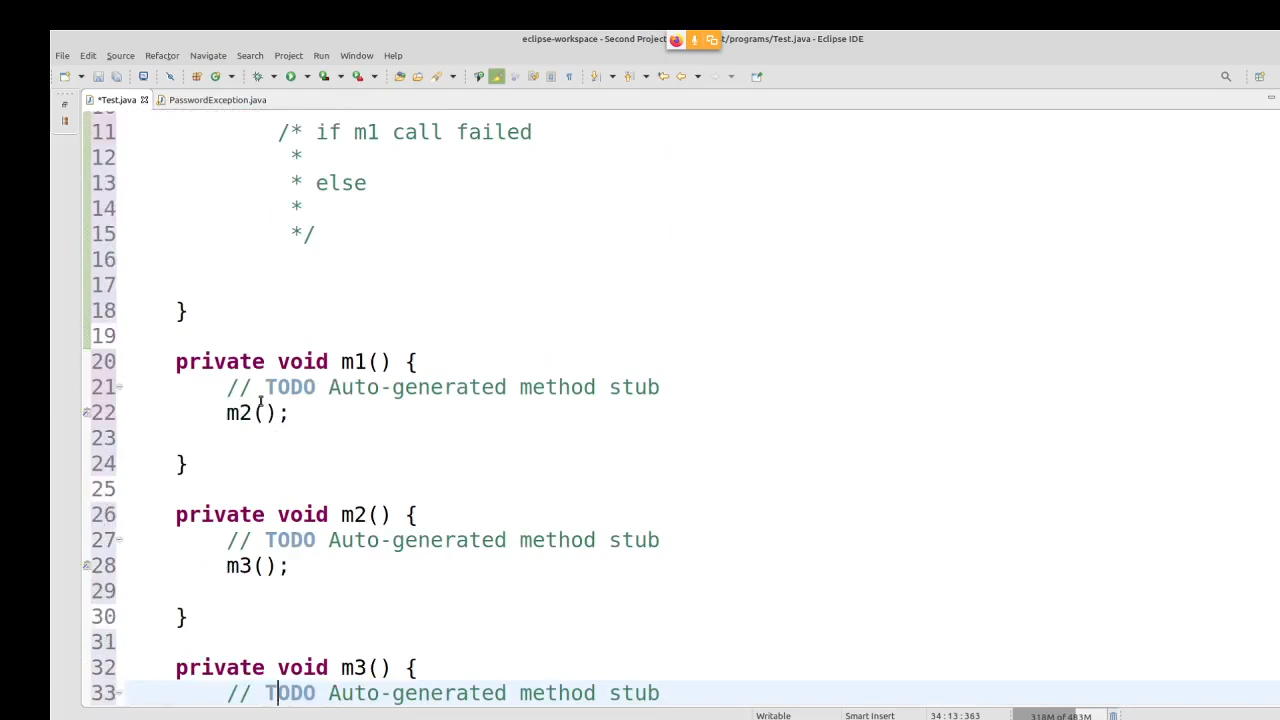 eclipse-workspace - Second Project t/programs/Test.java - Eclipse IDE
File Edit Source Refactor Navigate Search Project Run Window Help
*Test.java PasswordException.java
11 /* if m1 call failed
12 *
13 * else
14 *
15 */
16
17
18 }
19
20 private void m1() {
21 // TODO Auto-generated method stub
22 m2();
23
24 }
25
26 private void m2() {
27 // TODO Auto-generated method stub
28 m3();
29
30 }
31
32 private void m3() {
33 // TODO Auto-generated method stub
Writable Smart Insert 34 : 13 : 363 318M of 483M